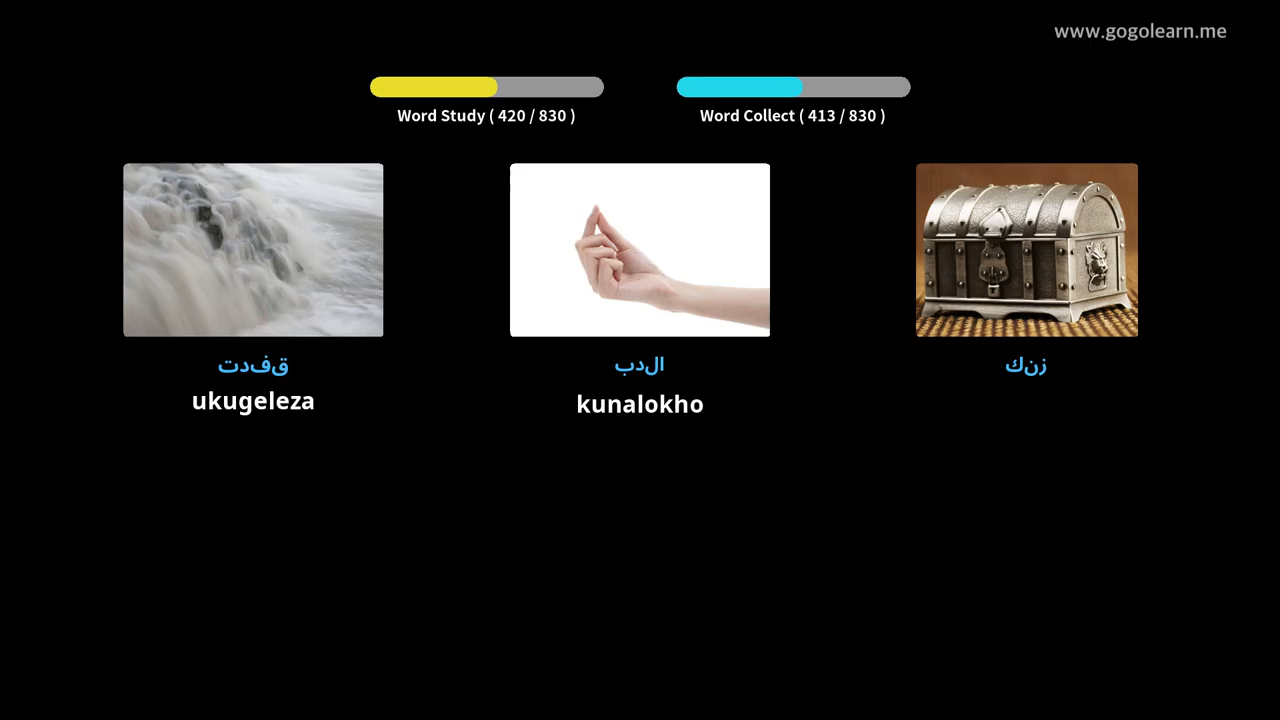 www.gogolearn.me
Word Study ( 420 / 830 )
Word Collect ( 413 / 830 )
قفدت
الدب
زنك
ukugeleza
kunalokho